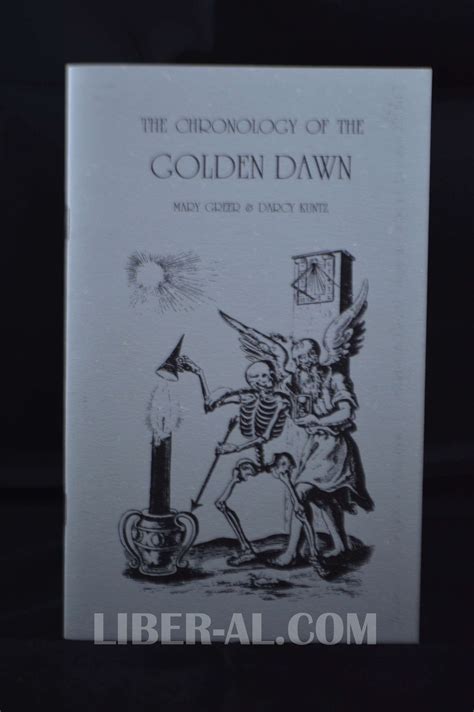 THE CHRONOLOGY OF THE
GOLDEN DAWN
MARY GREER & DARCY KUNTZ
LIBER-AL.COM